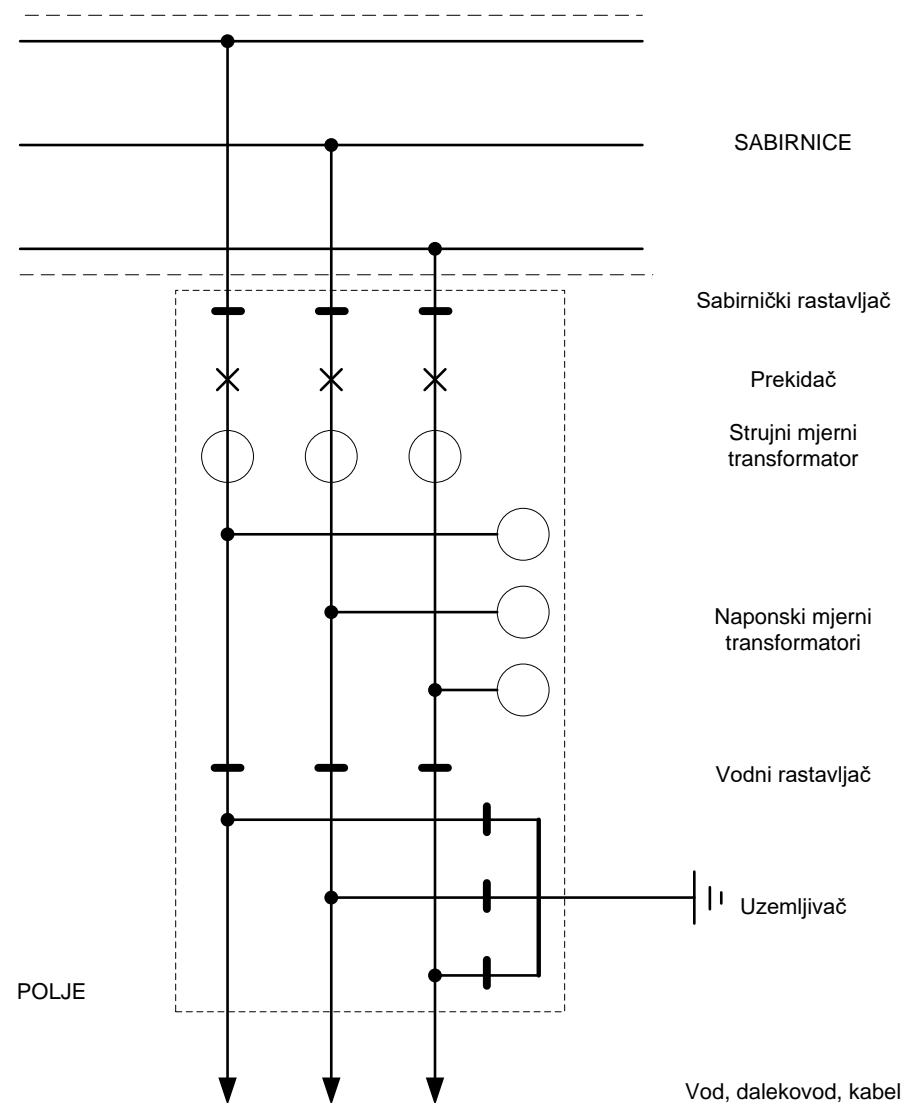 SABIRNICE
Sabirnički rastavljač
Prekidač
Strujni mjerni
transformator
Naponski mjerni
transformatori
Vodni rastavljač
Uzemljivač
POLJE
Vod, dalekovod, kabel